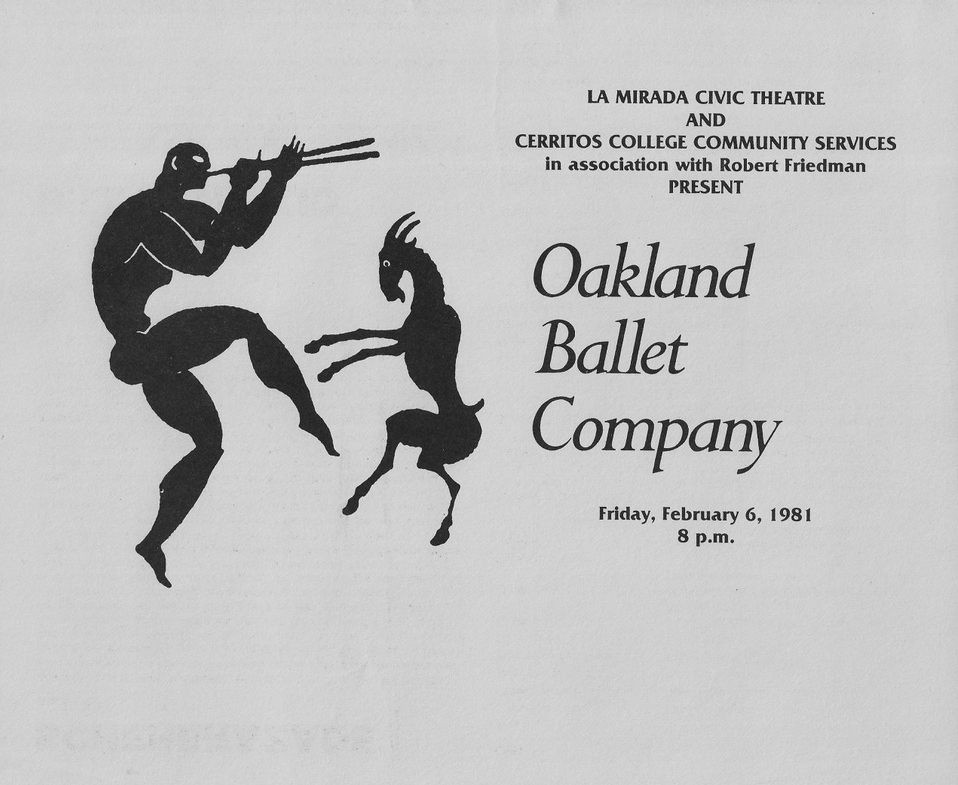 LA MIRADA CIVIC THEATRE
AND
CERRITOS COLLEGE COMMUNITY SERVICES
in association with Robert Friedman
PRESENT
Oakland
Ballet
Company
Friday, February 6, 1981
8 p.m.